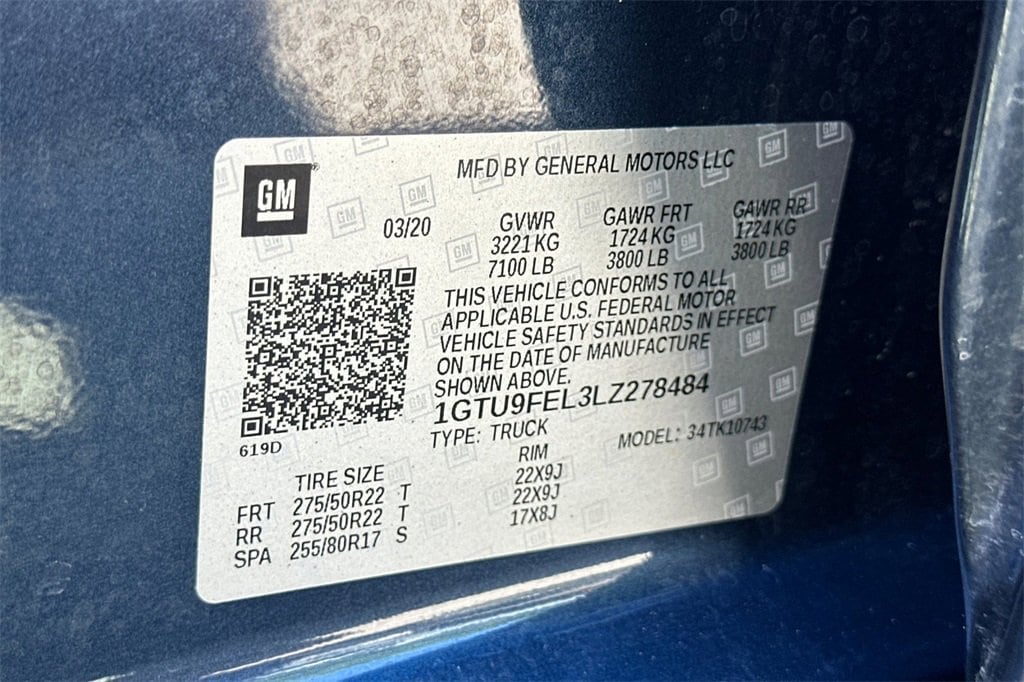 GM
MFD BY GENERAL MOTORS LLC
03/20
GVWR
3221 KG
7100 LB
GAWR FRT
1724 KG
3800 LB
GAWR RR
1724 KG
3800 LB
THIS VEHICLE CONFORMS TO ALL
APPLICABLE U.S. FEDERAL MOTOR
VEHICLE SAFETY STANDARDS IN EFFECT
ON THE DATE OF MANUFACTURE
SHOWN ABOVE.
1GTU9FEL3LZ278484
TYPE: TRUCK
MODEL: 34TK10743
619D
TIRE SIZE RIM
FRT 275/50R22 T 22X9J
RR 275/50R22 T 22X9J
SPA 255/80R17 S 17X8J